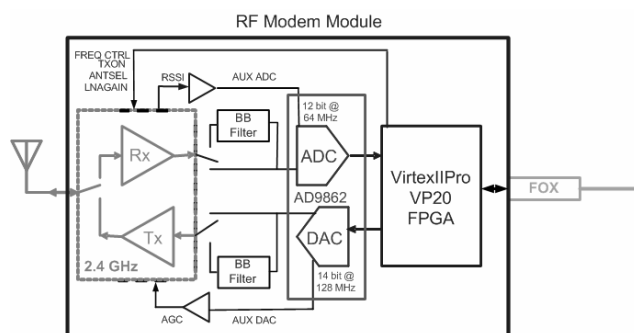 RF Modem Module
FREQ CTRL
TXON
ANTSEL
LNAGAIN
RSSI
AUX ADC
12 bit @
64 MHz
BB
Filter
Rx
ADC
VirtexIIPro
VP20
FPGA
FOX
AD9862
Tx
DAC
BB
Filter
2.4 GHz
14 bit @
128 MHz
AGC
AUX DAC